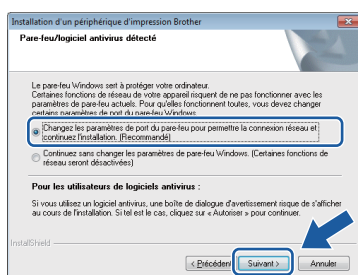 Installation d'un périphérique d'impression Brother
Pare-feu/logiciel antivirus détecté
Le pare-feu Windows sert à protéger votre ordinateur.
Certaines fonctions de réseau de votre appareil risquent de ne pas fonctionner avec les
paramètres de pare-feu actuels. Pour qu'elles fonctionnent toutes, vous devez changer
certains paramètres de port du pare-feu Windows.
Changez les paramètres de port du pare-feu pour permettre la connexion réseau et
continuez l'installation. (Recommandé)
Continuez sans changer les paramètres de pare-feu Windows. (Certaines fonctions de
réseau seront désactivées)
Pour les utilisateurs de logiciels antivirus :
Si vous utilisez un logiciel antivirus, une boîte de dialogue d'avertissement risque de s'afficher
au cours de l'installation. Si tel est le cas, cliquez sur « Autoriser » pour continuer.
InstallShield
< Précédent Suivant > Annuler